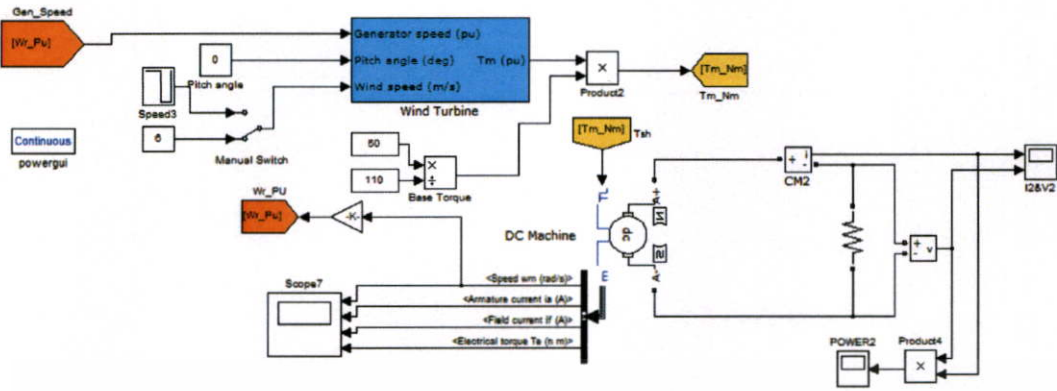 Gen_Speed
[Wr_Pu]
Generator speed (pu)
Pitch angle (deg)
Wind speed (m/s)
Tm (pu)
Wind Turbine
0
Pitch angle
Speed3
6
Manual Switch
×
Product2
[Tm_Nm]
Tm_Nm
Continuous
powergui
50
110
×
÷
Base Torque
[Tm_Nm]
Tsh
Wr_PU
[Wr_Pu]
-K-
DC Machine
TL
m
dc
A+
A-
+
-
i
CM2
I2&V2
+
-
v
Scope7
<Speed wm (rad/s)>
<Armature current ia (A)>
<Field current If (A)>
<Electrical torque Te (n m)>
POWER2
Product4
×